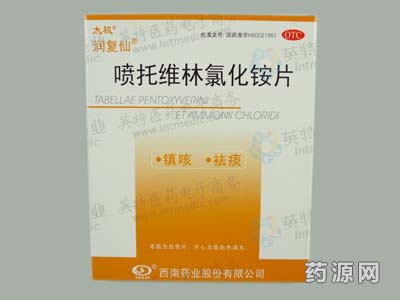 太极®
润复仙®
批准文号:国药准字H50021951
OTC
喷托维林氯化铵片
TABELLAE PENTOXYVERINI
ET AMMONII CHLORIDI
·镇咳 ·祛痰
西南药业股份有限公司
英特医药电子商务
www.intmedic.com
药源网